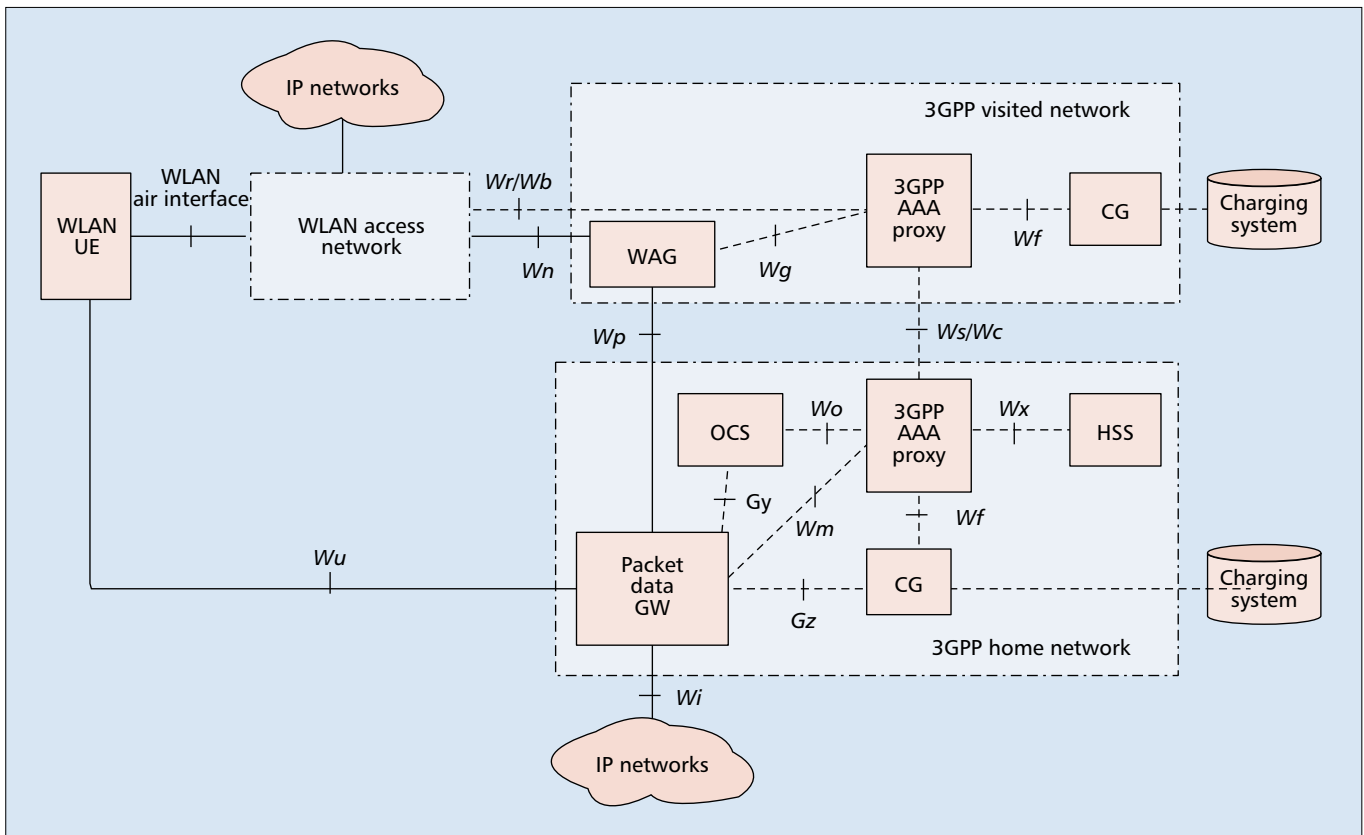 IP networks
3GPP visited network
WLAN
air interface
Wr/Wb
3GPP
AAA
proxy
Charging
system
WLAN
UE
WLAN access
network
CG
Wf
WAG
Wn
Wg
Wp
Ws/Wc
OCS
Wo
3GPP
AAA
proxy
Wx
HSS
Gy
Wm
Wf
Wu
Packet
data
GW
Gz
CG
Charging
system
3GPP home network
Wi
IP networks